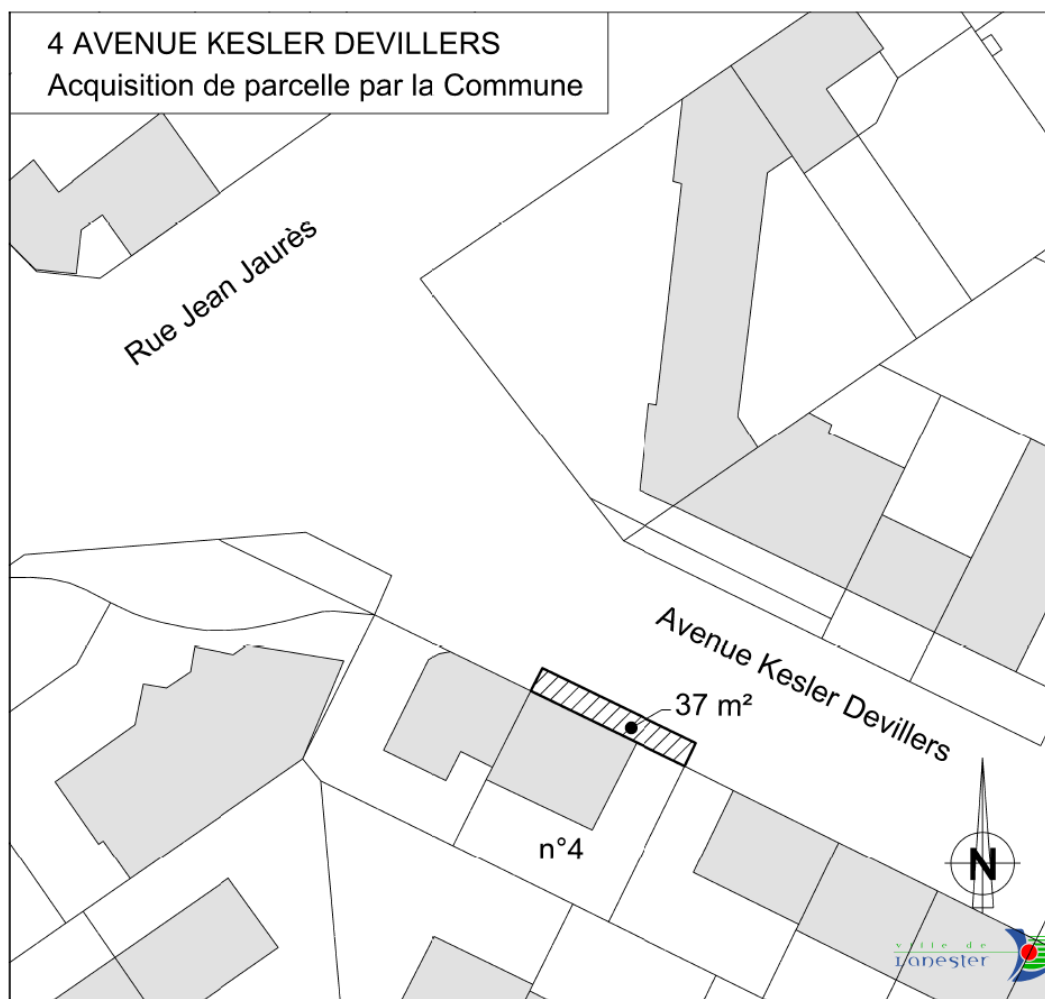 4 AVENUE KESLER DEVILLERS
Acquisition de parcelle par la Commune
Rue Jean Jaurès
Avenue Kesler Devillers
37 m²
n°4
N
ville de
Lanester